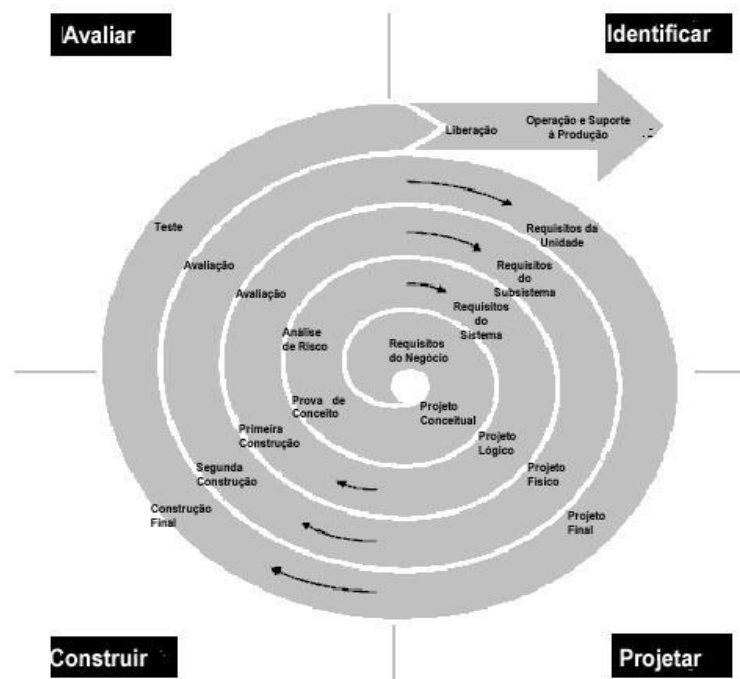 Avaliar
Identificar
Liberação
Operação e Suporte
à Produção
Teste
Requisitos da
Unidade
Avaliação
Requisitos
do
Subsistema
Avaliação
Requisitos
do
Sistema
Análise
de Risco
Requisitos
do Negócio
Prova de
Conceito
Projeto
Conceitual
Primeira
Construção
Projeto
Lógico
Segunda
Construção
Projeto
Físico
Construção
Final
Projeto
Final
Construir
Projetar